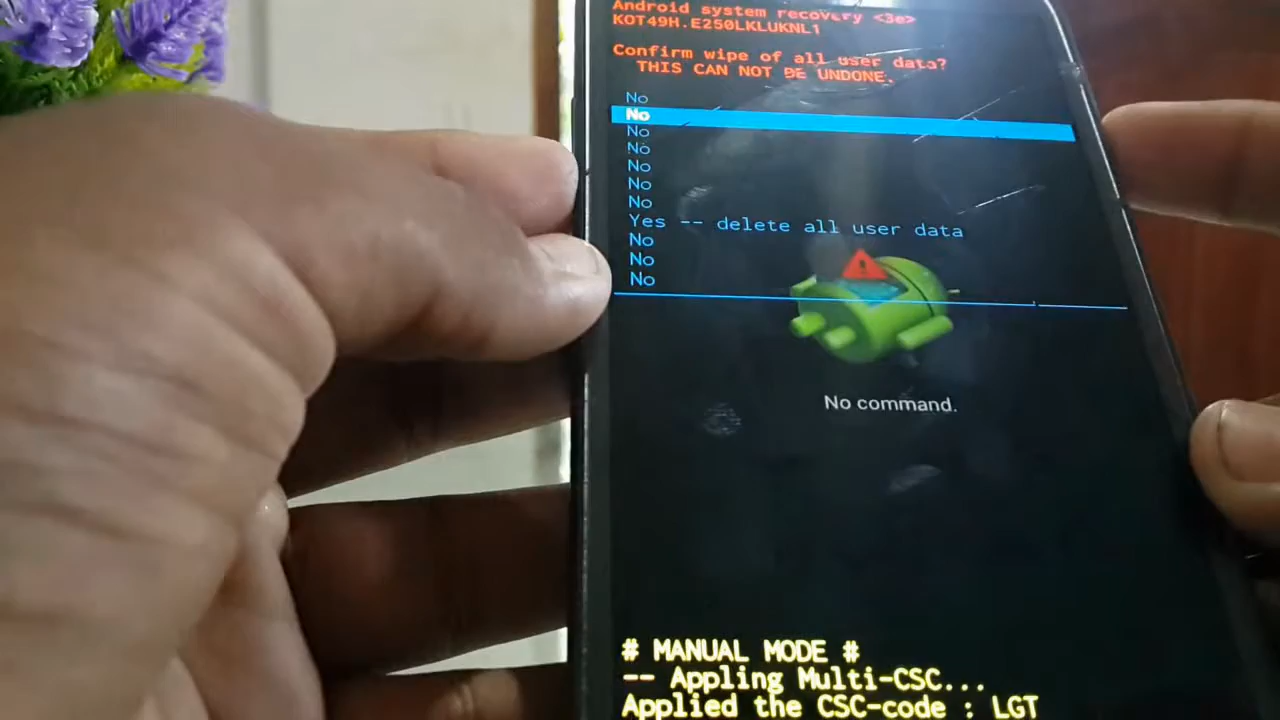 Android system recovery <3e>
KOT49H.E250LKLUKNL1
Confirm wipe of all user data?
THIS CAN NOT BE UNDONE.
No
No
No
No
No
No
No
Yes -- delete all user data
No
No
No
No command.
# MANUAL MODE #
-- Appling Multi-CSC...
Applied the CSC-code : LGT